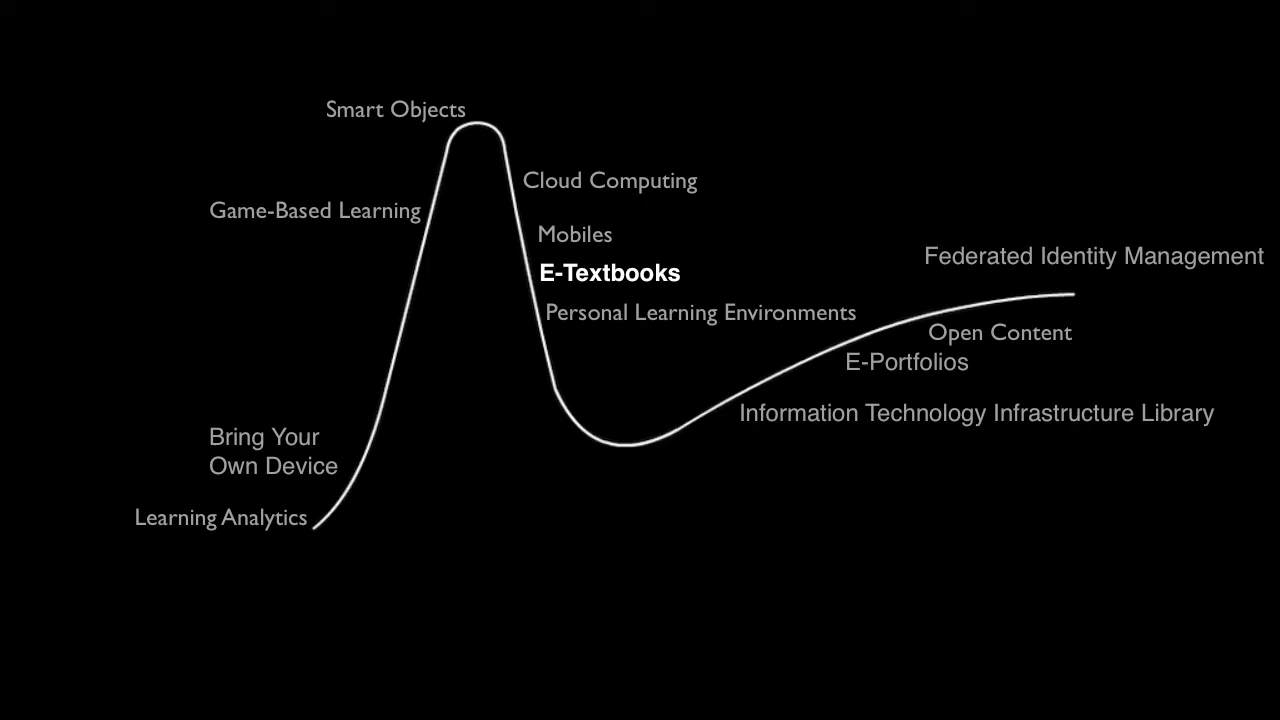 Smart Objects
Cloud Computing
Game-Based Learning
Mobiles
Federated Identity Management
E-Textbooks
Personal Learning Environments
Open Content
E-Portfolios
Information Technology Infrastructure Library
Bring Your
Own Device
Learning Analytics